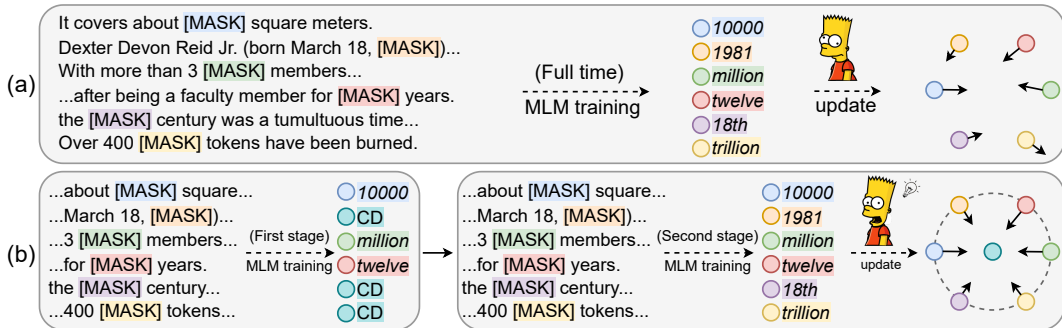 (a)
It covers about [MASK] square meters.
Dexter Devon Reid Jr. (born March 18, [MASK])...
With more than 3 [MASK] members...
...after being a faculty member for [MASK] years.
the [MASK] century was a tumultuous time...
Over 400 [MASK] tokens have been burned.
(Full time)
MLM training
10000
1981
million
twelve
18th
trillion
update
(b)
...about [MASK] square...
...March 18, [MASK])...
...3 [MASK] members...
...for [MASK] years.
the [MASK] century...
...400 [MASK] tokens...
(First stage)
MLM training
10000
CD
million
twelve
CD
CD
...about [MASK] square...
...March 18, [MASK])...
...3 [MASK] members...
...for [MASK] years.
the [MASK] century...
...400 [MASK] tokens...
(Second stage)
MLM training
10000
1981
million
twelve
18th
trillion
update